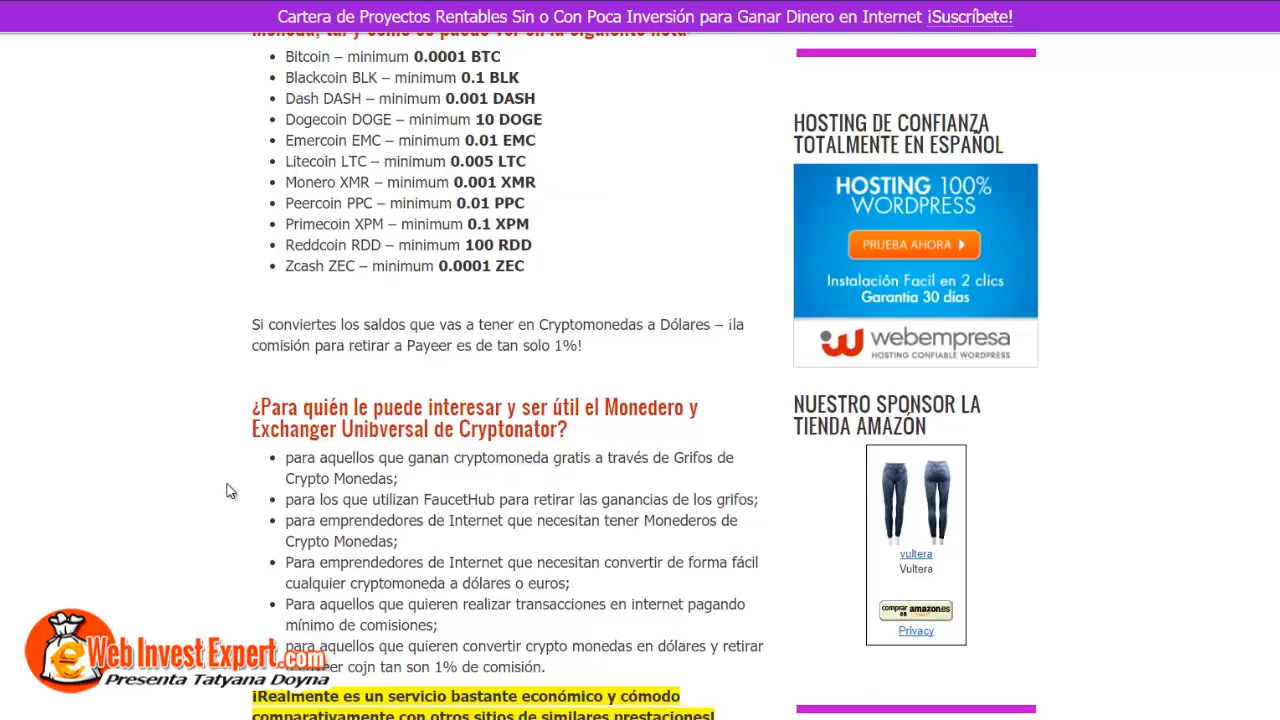 Cartera de Proyectos Rentables Sin o Con Poca Inversión para Ganar Dinero en Internet ¡Suscríbete!
moneda, tal y como se puede ver en la siguiente
Bitcoin – minimum 0.0001 BTC
Blackcoin BLK – minimum 0.1 BLK
Dash DASH – minimum 0.001 DASH
Dogecoin DOGE – minimum 10 DOGE
Emercoin EMC – minimum 0.01 EMC
Litecoin LTC – minimum 0.005 LTC
Monero XMR – minimum 0.001 XMR
Peercoin PPC – minimum 0.01 PPC
Primecoin XPM – minimum 0.1 XPM
Reddcoin RDD – minimum 100 RDD
Zcash ZEC – minimum 0.0001 ZEC
Si conviertes los saldos que vas a tener en Cryptomonedas a Dólares – ¡la
comisión para retirar a Payeer es de tan solo 1%!
¿Para quién le puede interesar y ser útil el Monedero y
Exchanger Unibversal de Cryptonator?
para aquellos que ganan cryptomoneda gratis a través de Grifos de
Crypto Monedas;
para los que utilizan FaucetHub para retirar las ganancias de los grifos;
para emprendedores de Internet que necesitan tener Monederos de
Crypto Monedas;
Para emprendedores de Internet que necesitan convertir de forma fácil
cualquier cryptomoneda a dólares o euros;
Para aquellos que quieren realizar transacciones en internet pagando
mínimo de comisiones;
para aquellos que quieren convertir crypto monedas en dólares y retirar
cojn tan son 1% de comisión.
¡Realmente es un servicio bastante económico y cómodo
comparativamente con otros sitios de similares prestaciones!
HOSTING DE CONFIANZA
TOTALMENTE EN ESPAÑOL
HOSTING 100%
WORDPRESS
PRUEBA AHORA
Instalación Facil en 2 clics
Garantía 30 días
webempresa
HOSTING CONFIABLE WORDPRESS
NUESTRO SPONSOR LA
TIENDA AMAZON
vultera
Vultera
comprar
en amazon.es
Privacy
Web Invest Expert.com
Presenta Tatyana Doyna